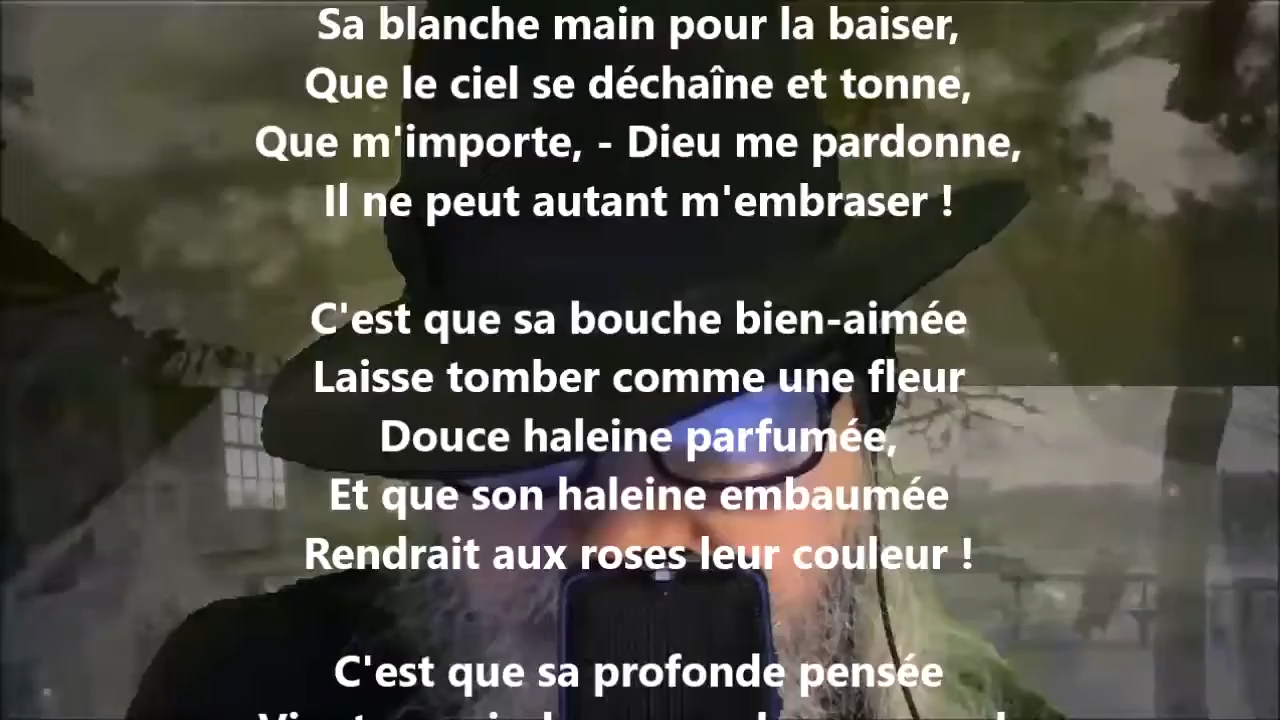 Sa blanche main pour la baiser,
Que le ciel se déchaîne et tonne,
Que m'importe, - Dieu me pardonne,
Il ne peut autant m'embraser !
C'est que sa bouche bien-aimée
Laisse tomber comme une fleur
Douce haleine parfumée,
Et que son haleine embaumée
Rendrait aux roses leur couleur !
C'est que sa profonde pensée